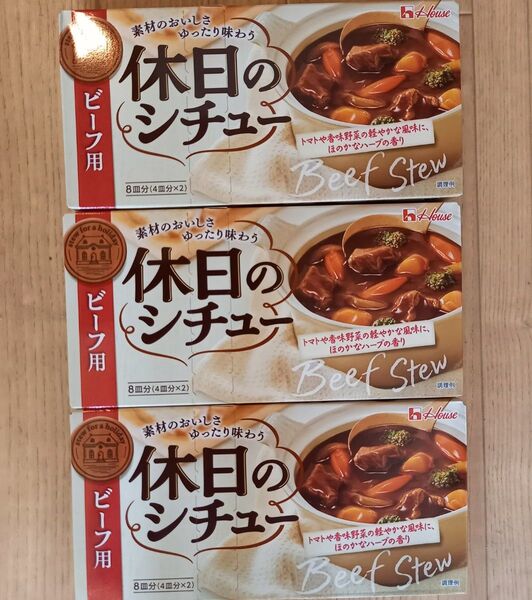 素材のおいしさ
ゆったり味わう
休日の
シチュー
ビーフ用
House
トマトや香味野菜の軽やかな風味に、
ほのかなハーブの香り
Beef Stew
8皿分(4皿分×2)
調理例
stew for a holiday
素材のおいしさ
ゆったり味わう
休日の
シチュー
ビーフ用
House
トマトや香味野菜の軽やかな風味に、
ほのかなハーブの香り
Beef Stew
8皿分(4皿分×2)
調理例
stew for a holiday
素材のおいしさ
ゆったり味わう
休日の
シチュー
ビーフ用
House
トマトや香味野菜の軽やかな風味に、
ほのかなハーブの香り
Beef Stew
8皿分(4皿分×2)
調理例